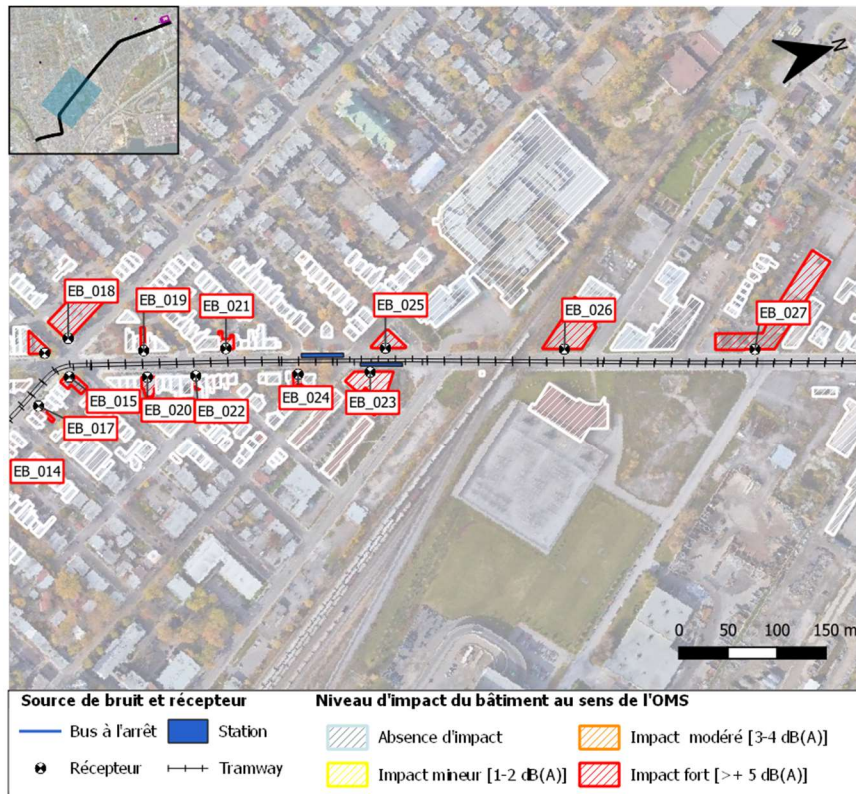 N
EB_018
EB_019
EB_021
EB_025
EB_026
EB_027
EB_015
EB_020
EB_022
EB_024
EB_023
EB_017
EB_014
0 50 100 150 m
Source de bruit et récepteur
Bus à l'arrêt
Station
Récepteur
Tramway
Niveau d'impact du bâtiment au sens de l'OMS
Absence d'impact
Impact modéré [3-4 dB(A)]
Impact mineur [1-2 dB(A)]
Impact fort [>+ 5 dB(A)]